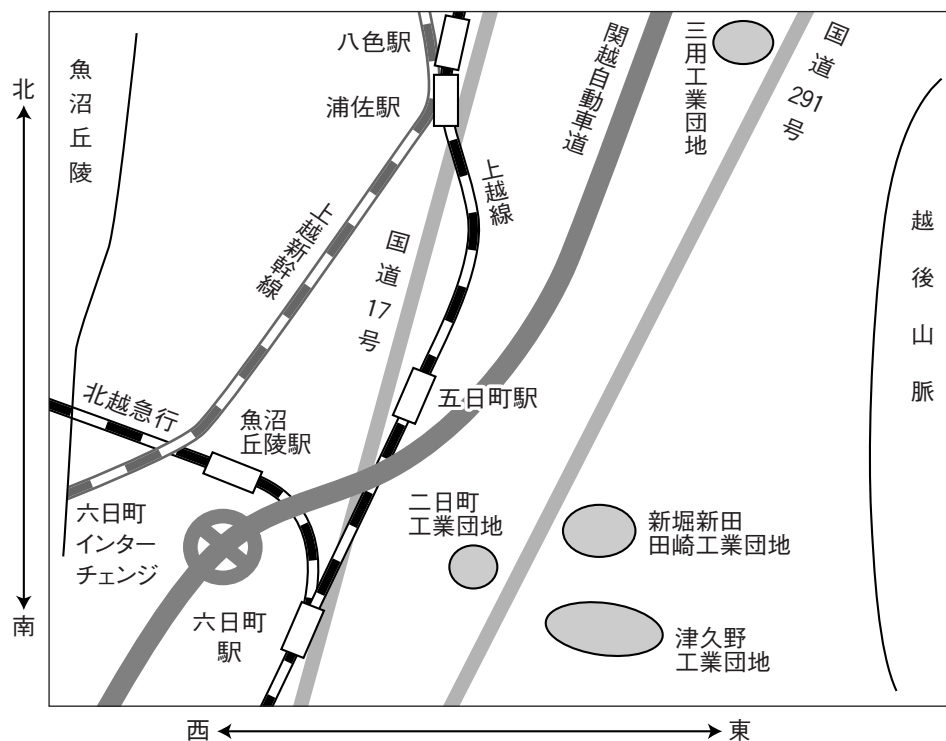 八色駅
浦佐駅
魚沼丘陵
北
南
上越新幹線
国道17号
上越線
関越自動車道
三用工業団地
国道291号
越後山脈
北越急行
魚沼
丘陵駅
五日町駅
六日町
インター
チェンジ
二日町
工業団地
新堀新田
田崎工業団地
六日町
駅
津久野
工業団地
西
東